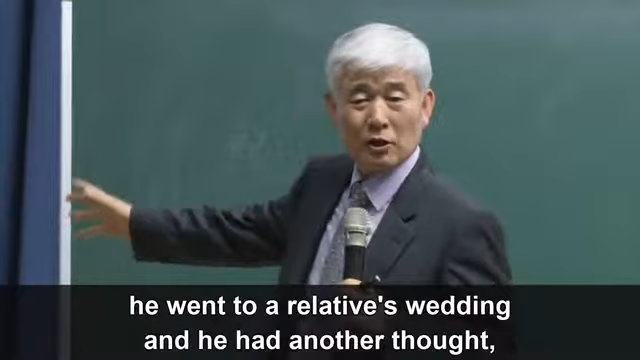 he went to a relative's wedding
and he had another thought,